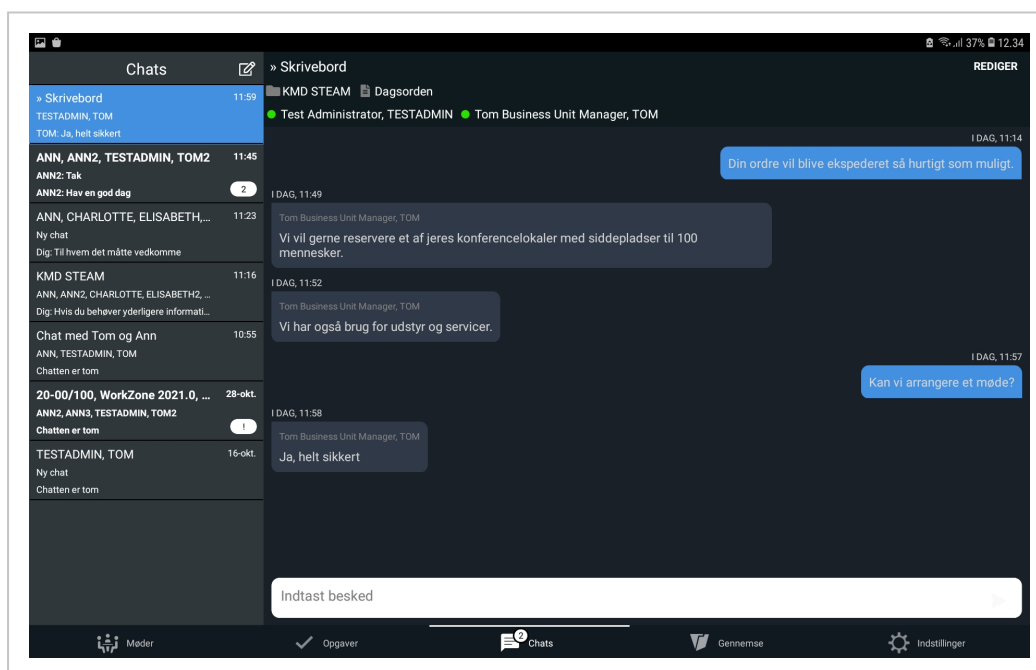 37% 12.34
Chats
» Skrivebord 11:59
TESTADMIN, TOM
TOM: Ja, helt sikkert
ANN, ANN2, TESTADMIN, TOM2 11:45
ANN2: Tak
ANN2: Hav en god dag 2
ANN, CHARLOTTE, ELISABETH,... 11:23
Ny chat
Dig: Til hvem det måtte vedkomme
KMD STEAM 11:16
ANN, ANN2, CHARLOTTE, ELISABETH2, ...
Dig: Hvis du behøver yderligere informati...
Chat med Tom og Ann 10:55
ANN, TESTADMIN, TOM
Chatten er tom
20-00/100, WorkZone 2021.0, ... 28-okt.
ANN2, ANN3, TESTADMIN, TOM2
Chatten er tom !
TESTADMIN, TOM 16-okt.
Ny chat
Chatten er tom
» Skrivebord REDIGER
KMD STEAM Dagsorden
Test Administrator, TESTADMIN Tom Business Unit Manager, TOM
I DAG, 11:14
Din ordre vil blive ekspederet så hurtigt som muligt.
I DAG, 11:49
Tom Business Unit Manager, TOM
Vi vil gerne reservere et af jeres konferencelokaler med siddepladser til 100
mennesker.
I DAG, 11:52
Tom Business Unit Manager, TOM
Vi har også brug for udstyr og servicer.
I DAG, 11:57
Kan vi arrangere et møde?
I DAG, 11:58
Tom Business Unit Manager, TOM
Ja, helt sikkert
Indtast besked
Møder Opgaver 2 Chats Gennemse Indstillinger